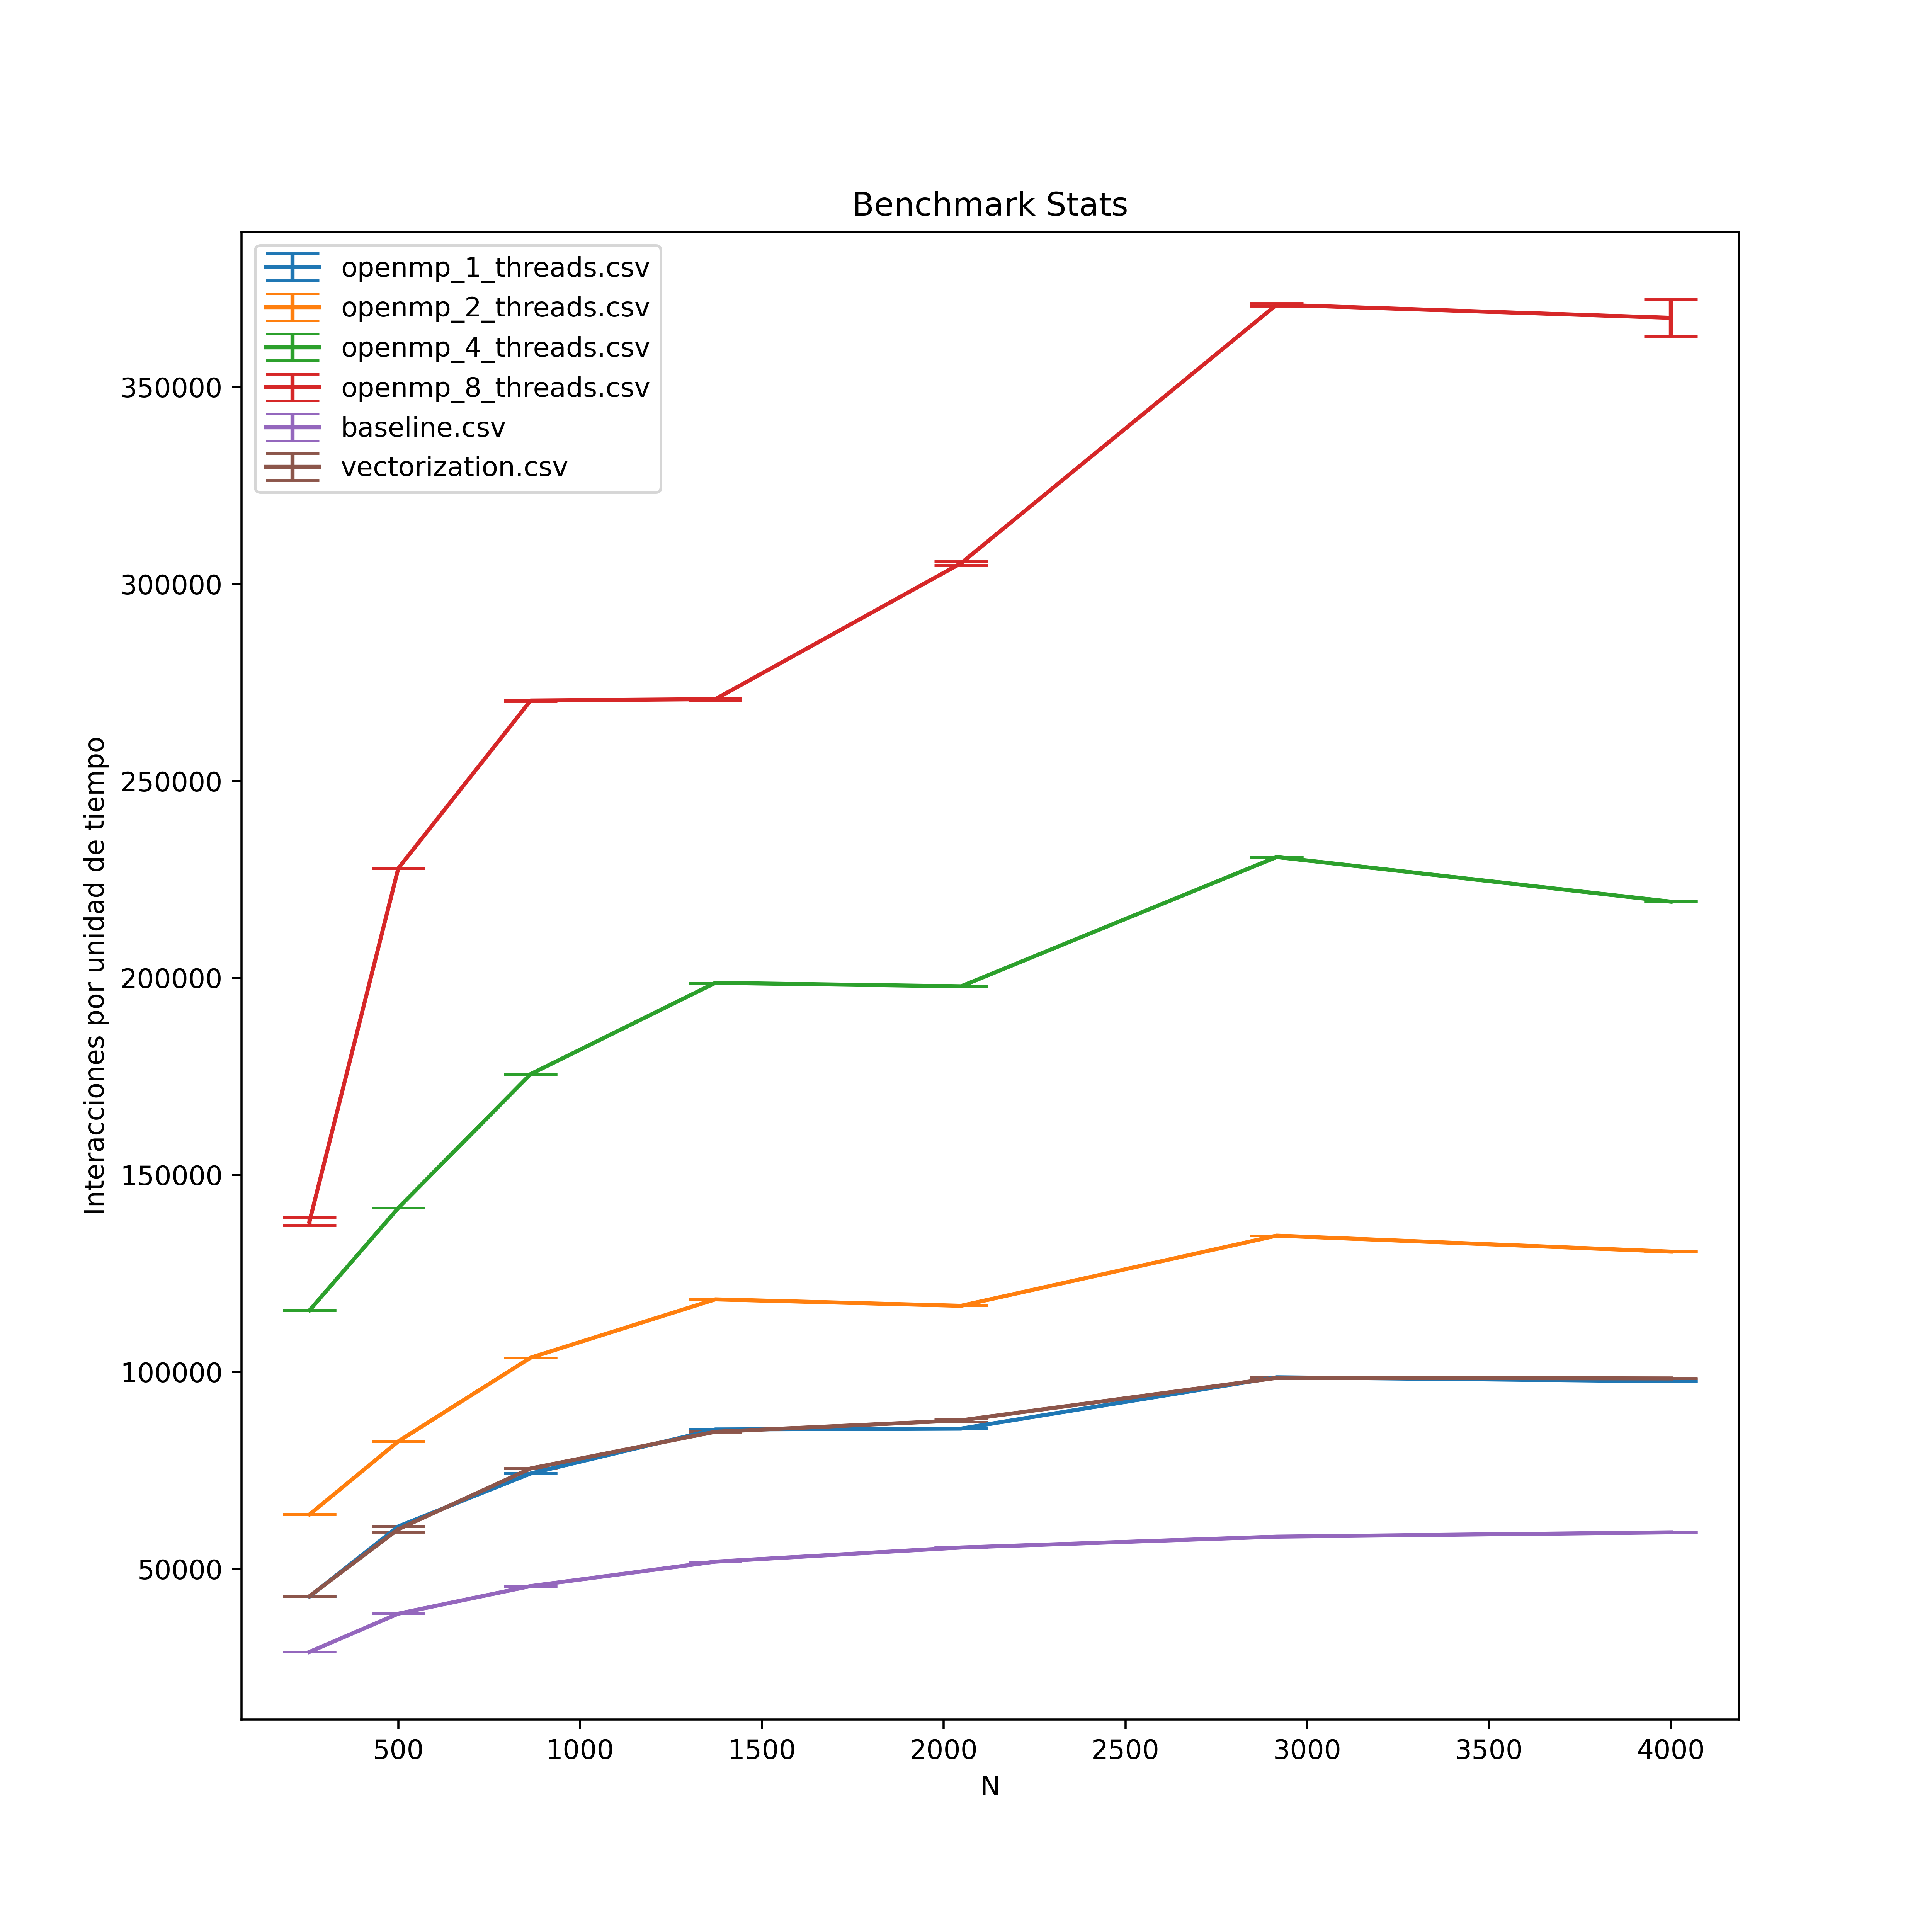 Benchmark Stats
openmp_1_threads.csv
openmp_2_threads.csv
openmp_4_threads.csv
openmp_8_threads.csv
baseline.csv
vectorization.csv
Interacciones por unidad de tiempo
350000
300000
250000
200000
150000
100000
50000
500 1000 1500 2000 2500 3000 3500 4000
N